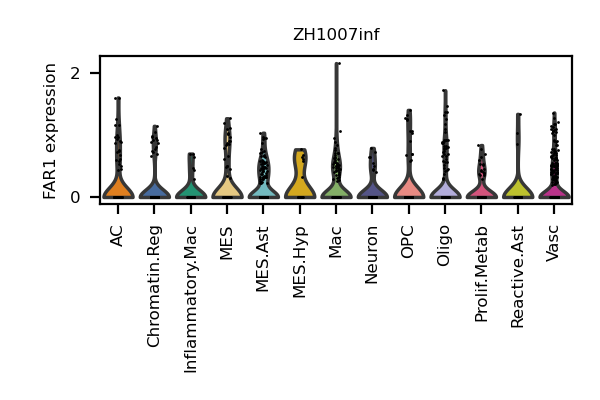 ZH1007inf
FAR1 expression
2
0
AC
Chromatin.Reg
Inflammatory.Mac
MES
MES.Ast
MES.Hyp
Mac
Neuron
OPC
Oligo
Prolif.Metab
Reactive.Ast
Vasc